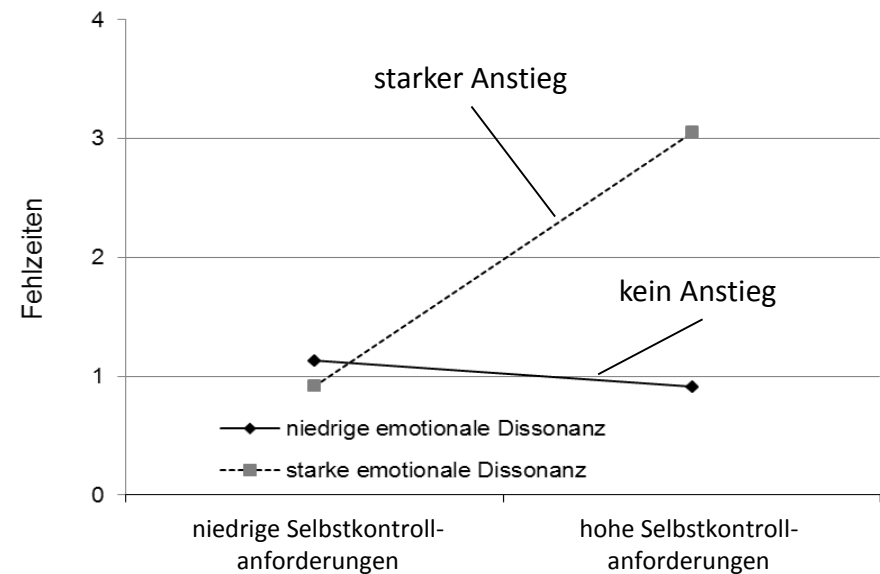 4
starker Anstieg
3
Fehlzeiten
2
kein Anstieg
1
niedrige emotionale Dissonanz
starke emotionale Dissonanz
0
niedrige Selbstkontroll-
anforderungen
hohe Selbstkontroll-
anforderungen